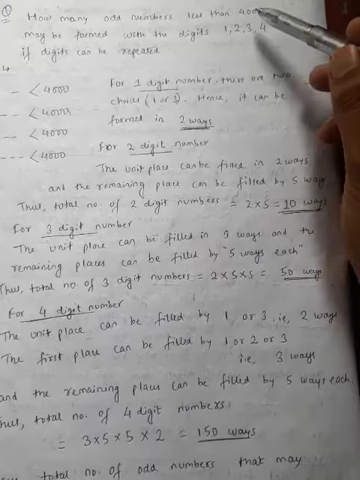 Q How many odd numbers less than 4000
may be formed with the digits 1,2,3,4
if digits can be repeated
-- < 4000
For 1 digit number, there are two
choices (1 or 3). Hence, it can be
--- < 4000
formed in 2 ways
-- < 4000
---- < 4000
For 2 digit number
The unit place can be filled in 2 ways
and the remaining place can be filled by 5 ways
Thus, total no. of 2 digit numbers = 2×5 = 10 ways
For 3 digit number
The unit place can be filled in ways and the
remaining places can be filled by "5 ways each"
Thus, total no. of 3 digit numbers = 2×5×5 = 50 ways
For 4 digit number
The unit place can be filled by 1 or 3, i.e, 2 ways
The first place can be filled by 1 or 2 or 3
i.e, 3 ways
and the remaining places can be filled by 5 ways each
Thus, total no. of 4 digit numbers
= 3×5×5×2 = 150 ways
total no. of odd numbers that may